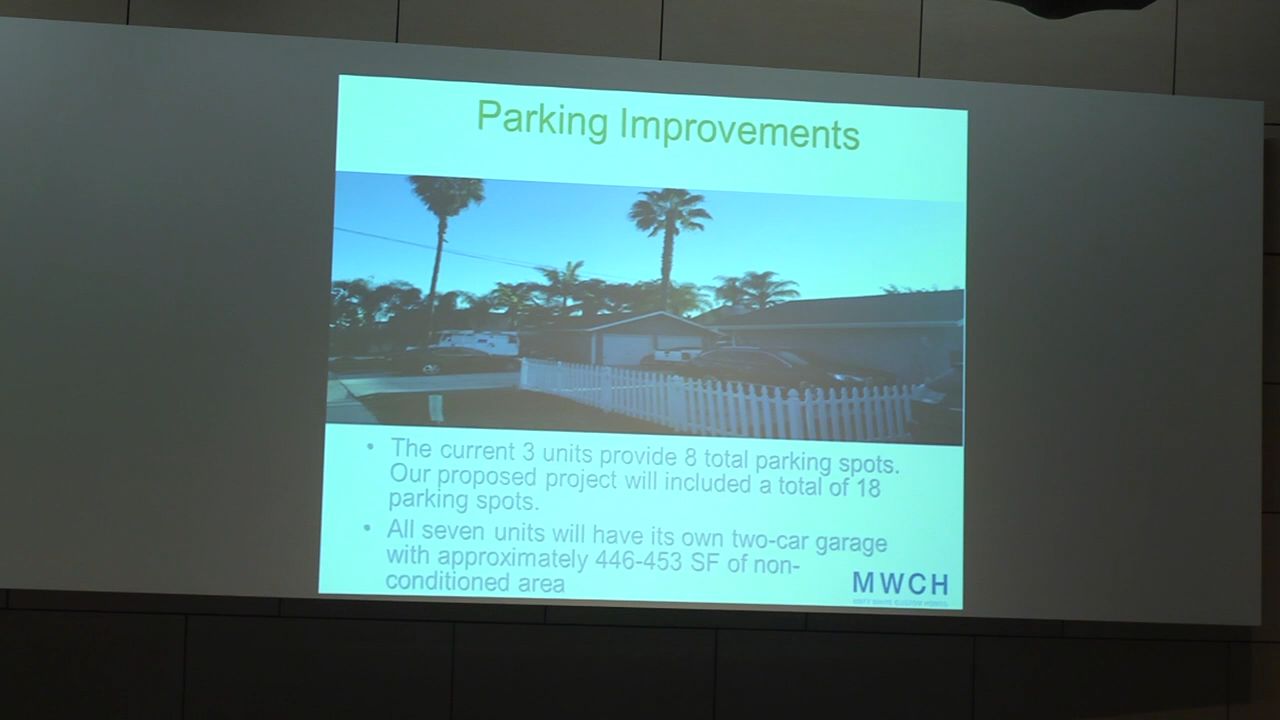 Parking Improvements
• The current 3 units provide 8 total parking spots.
Our proposed project will included a total of 18
parking spots.
• All seven units will have its own two-car garage
with approximately 446-453 SF of non-
conditioned area
MWCH